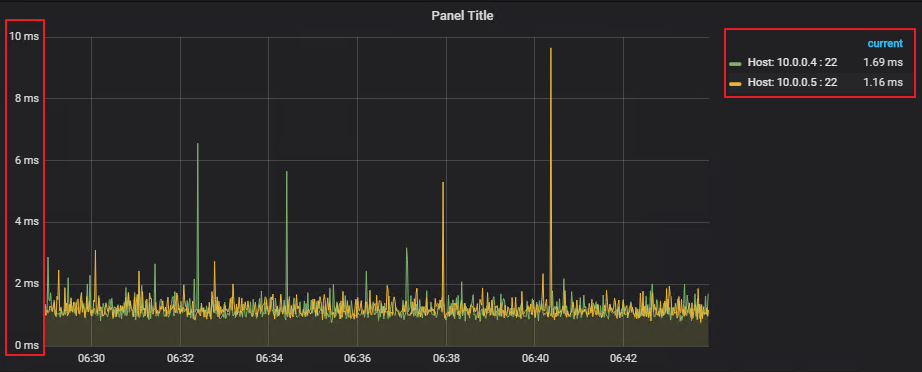 Panel Title
10 ms
8 ms
6 ms
4 ms
2 ms
0 ms
06:30 06:32 06:34 06:36 06:38 06:40 06:42
current
Host: 10.0.0.4 : 22 1.69 ms
Host: 10.0.0.5 : 22 1.16 ms